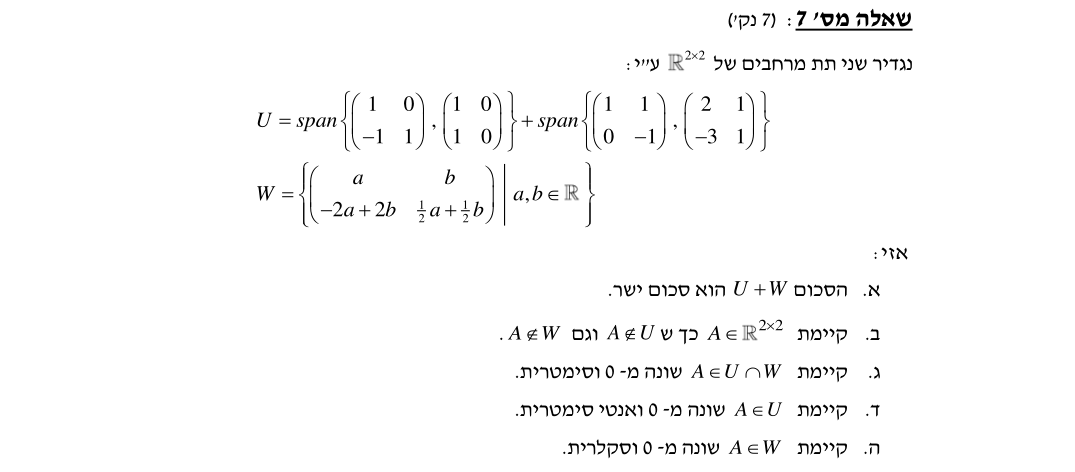 שאלה מס׳ 7 : (7 נק׳)
נגדיר שני תת מרחבים של ℝ^{2×2} ע״י :
U = span{(1 0; −1 1), (1 0; 1 0)} + span{(1 1; 0 −1), (2 1; −3 1)}
W = {(a b; −2a+2b ½a+½b) | a,b ∈ ℝ}
אזי :
א. הסכום U + W הוא סכום ישר.
ב. קיימת A ∈ ℝ^{2×2} כך ש A ∉ U וגם A ∉ W .
ג. קיימת A ∈ U ∩ W שונה מ- 0 וסימטרית.
ד. קיימת A ∈ U שונה מ- 0 ואנטי סימטרית.
ה. קיימת A ∈ W שונה מ- 0 וסקלרית.